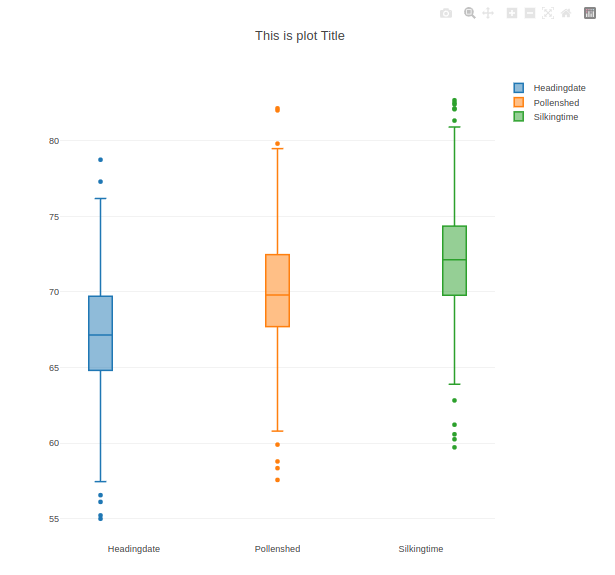 This is plot Title
Headingdate
Pollenshed
Silkingtime
80
75
70
65
60
55
Headingdate Pollenshed Silkingtime